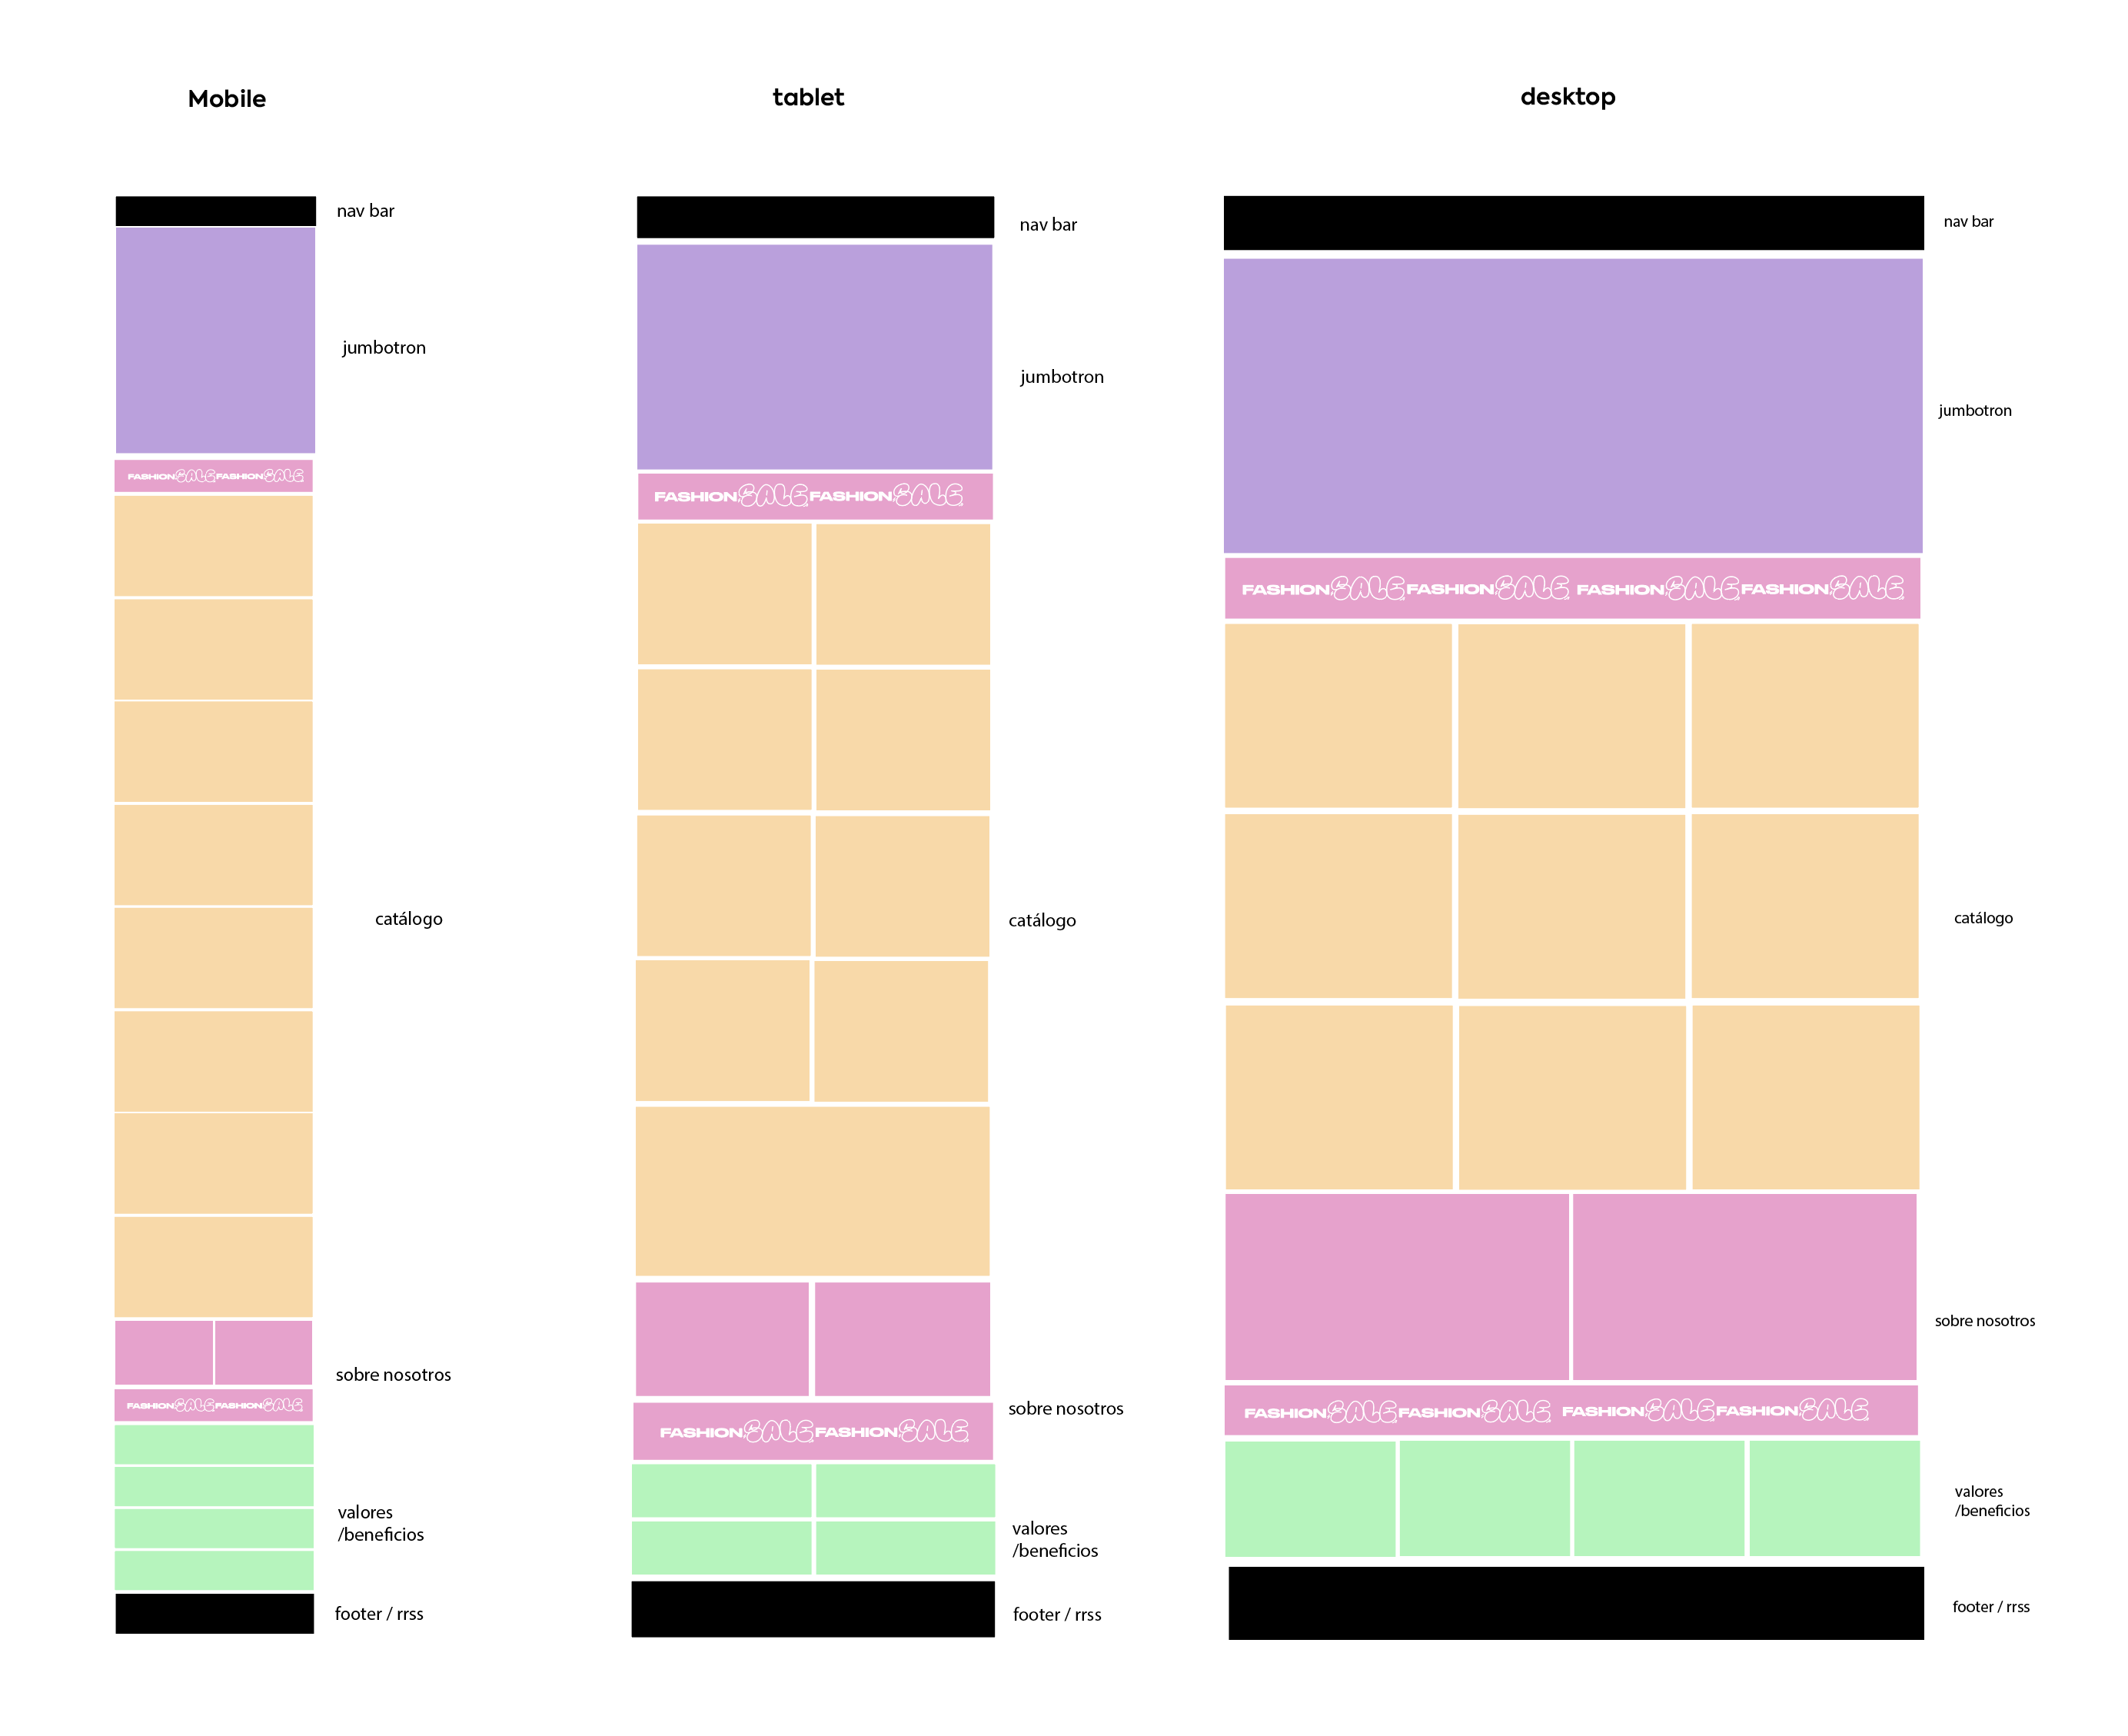 Mobile
nav bar
jumbotron
FASHION SALE FASHION SALE
catálogo
sobre nosotros
FASHION SALE FASHION SALE
valores
/beneficios
footer / rrss
tablet
nav bar
jumbotron
FASHION SALE FASHION SALE
catálogo
sobre nosotros
FASHION SALE FASHION SALE
valores
/beneficios
footer / rrss
desktop
nav bar
jumbotron
FASHION SALE FASHION SALE FASHION SALE FASHION SALE
catálogo
sobre nosotros
FASHION SALE FASHION SALE FASHION SALE FASHION SALE
valores
/beneficios
footer / rrss